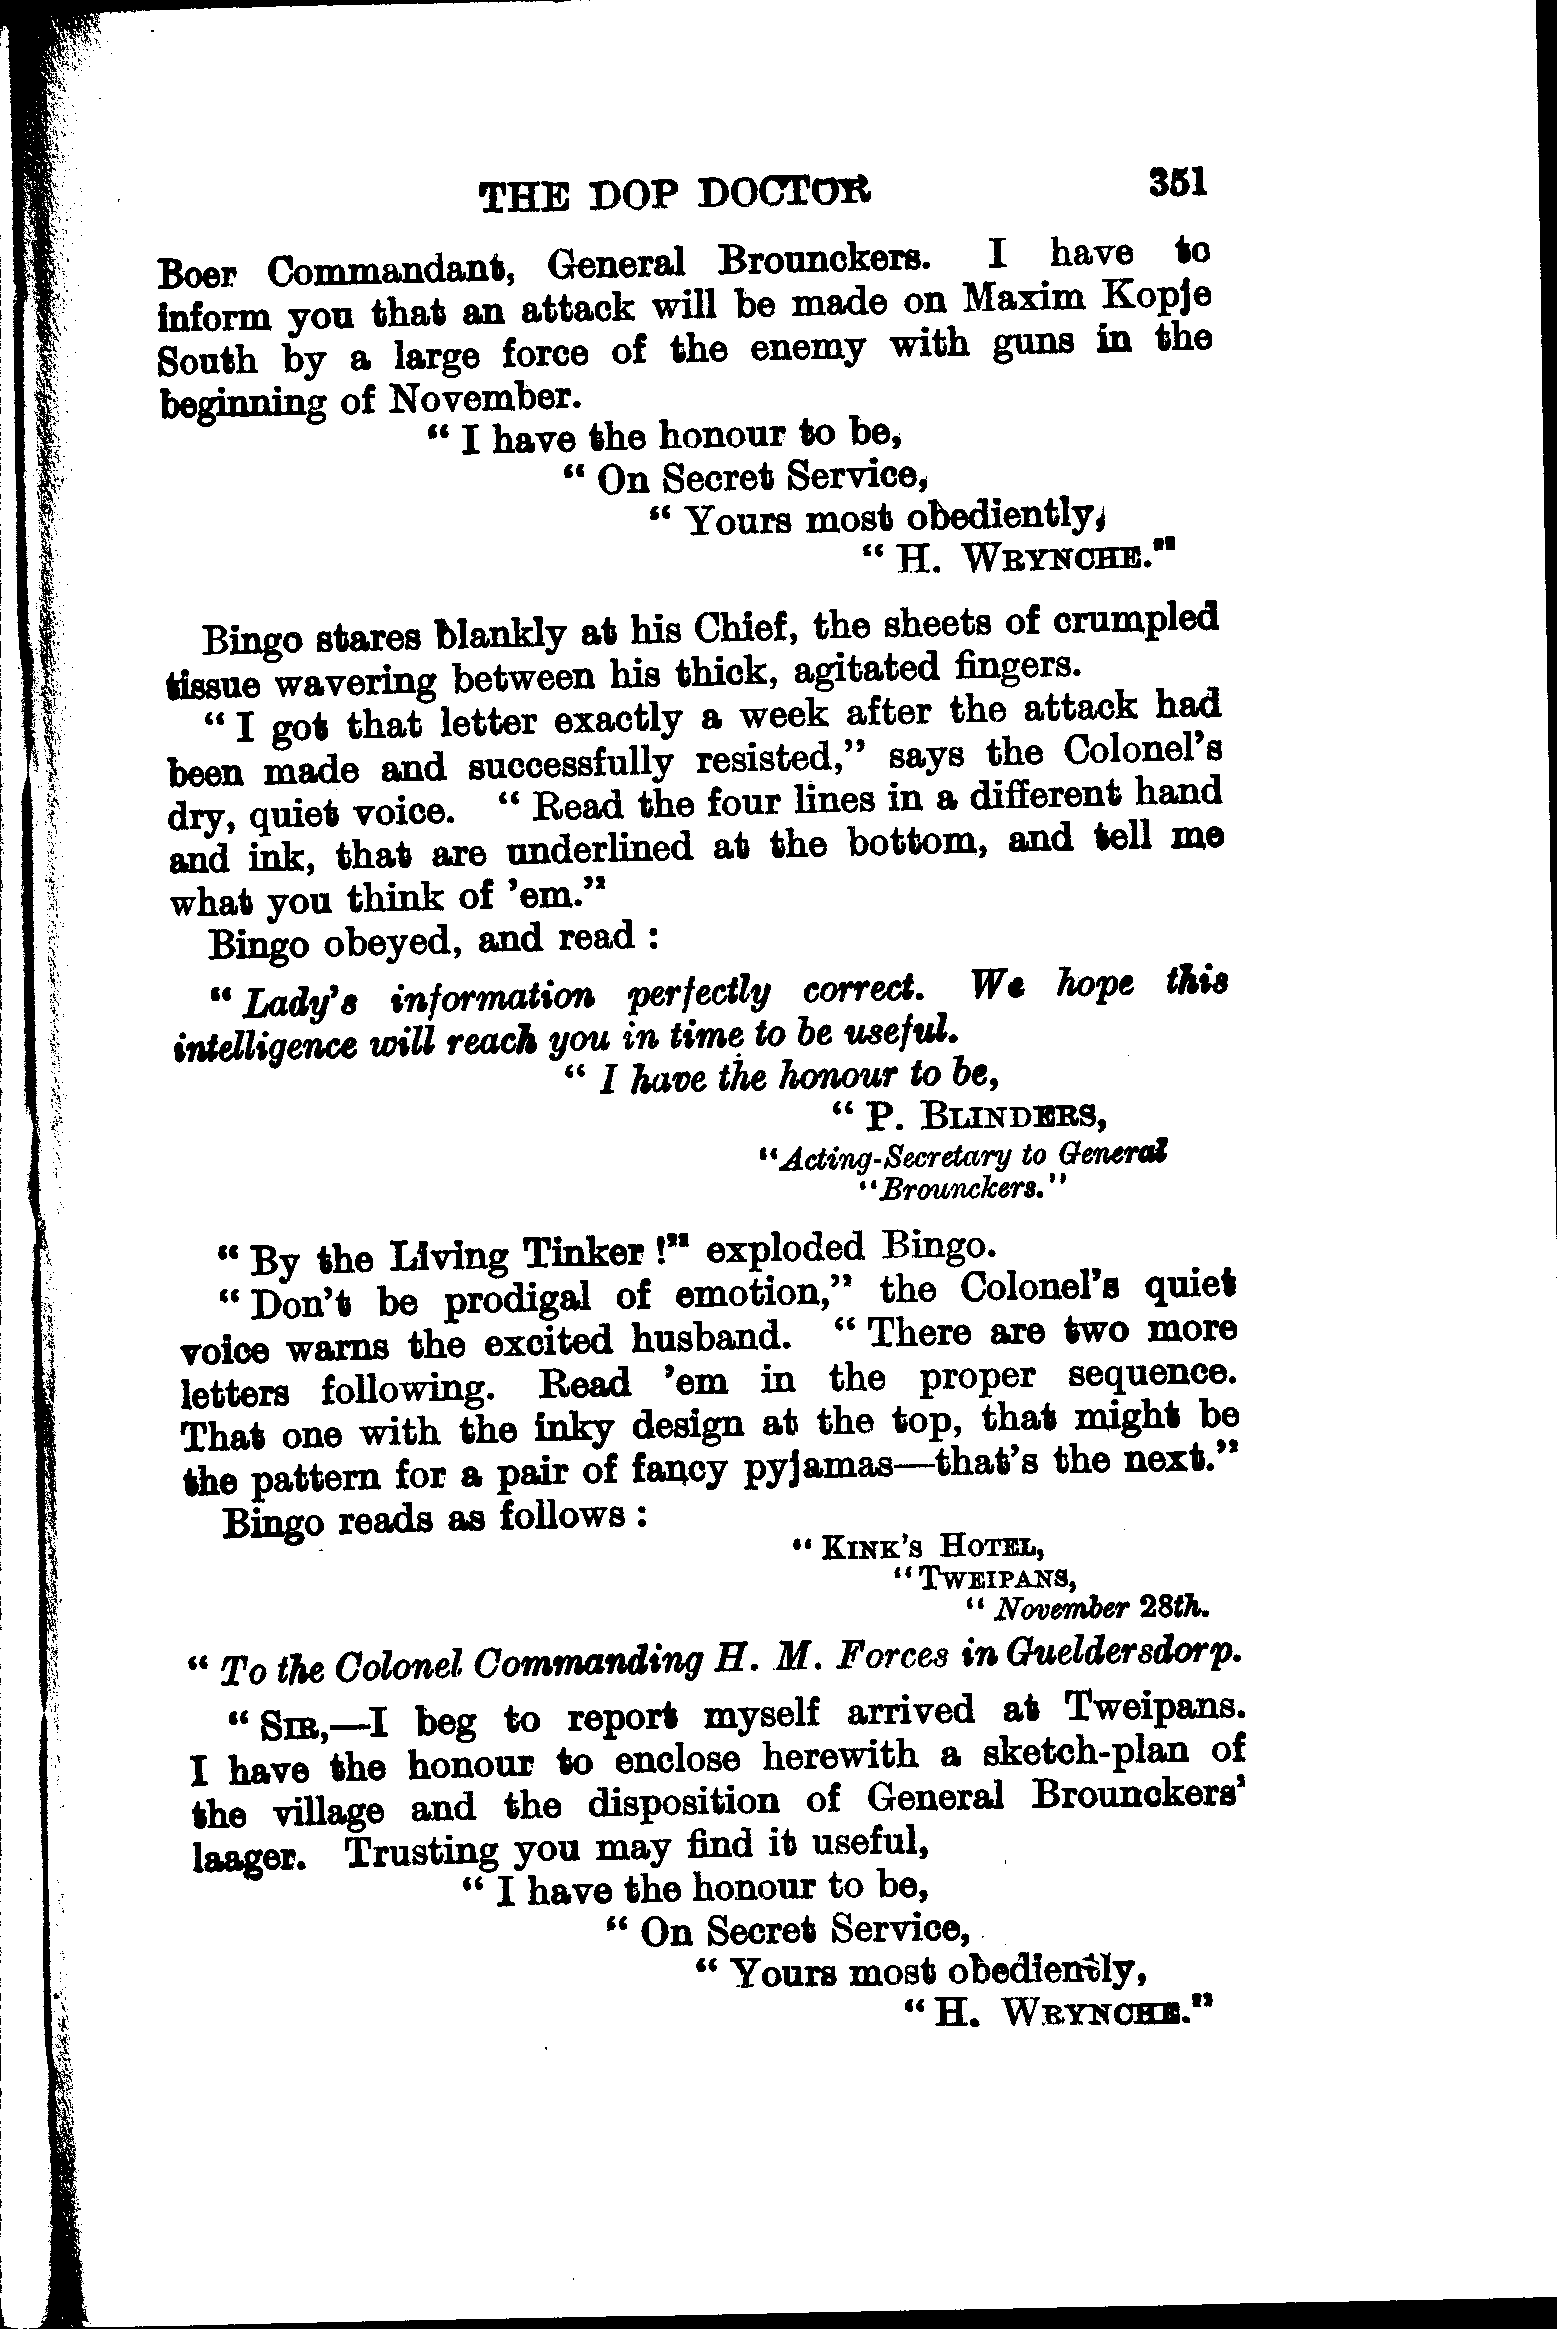 THE DOP DOCTOR 351
Boer Commandant, General Brounckers. I have to
inform you that an attack will be made on Maxim Kopje
South by a large force of the enemy with guns in the
beginning of November.
" I have the honour to be,
" On Secret Service,
" Yours most obediently,
" H. WRYNCHE."
Bingo stares blankly at his Chief, the sheets of crumpled
tissue wavering between his thick, agitated fingers.
" I got that letter exactly a week after the attack had
been made and successfully resisted," says the Colonel's
dry, quiet voice. " Read the four lines in a different hand
and ink, that are underlined at the bottom, and tell me
what you think of 'em."
Bingo obeyed, and read :
" Lady's information perfectly correct. We hope this
intelligence will reach you in time to be useful.
" I have the honour to be,
" P. BLINDERS,
"Acting-Secretary to General
"Brounckers."
" By the Living Tinker !" exploded Bingo.
" Don't be prodigal of emotion," the Colonel's quiet
voice warns the excited husband. " There are two more
letters following. Read 'em in the proper sequence.
That one with the inky design at the top, that might be
the pattern for a pair of fancy pyjamas—that's the next."
Bingo reads as follows :
" KINK'S HOTEL,
"TWEIPANS,
" November 28th.
" To the Colonel Commanding H. M. Forces in Gueldersdorp.
" SIR,—I beg to report myself arrived at Tweipans.
I have the honour to enclose herewith a sketch-plan of
the village and the disposition of General Brounckers'
laager. Trusting you may find it useful,
" I have the honour to be,
" On Secret Service,
" Yours most obediently,
" H. WRYNCHE."